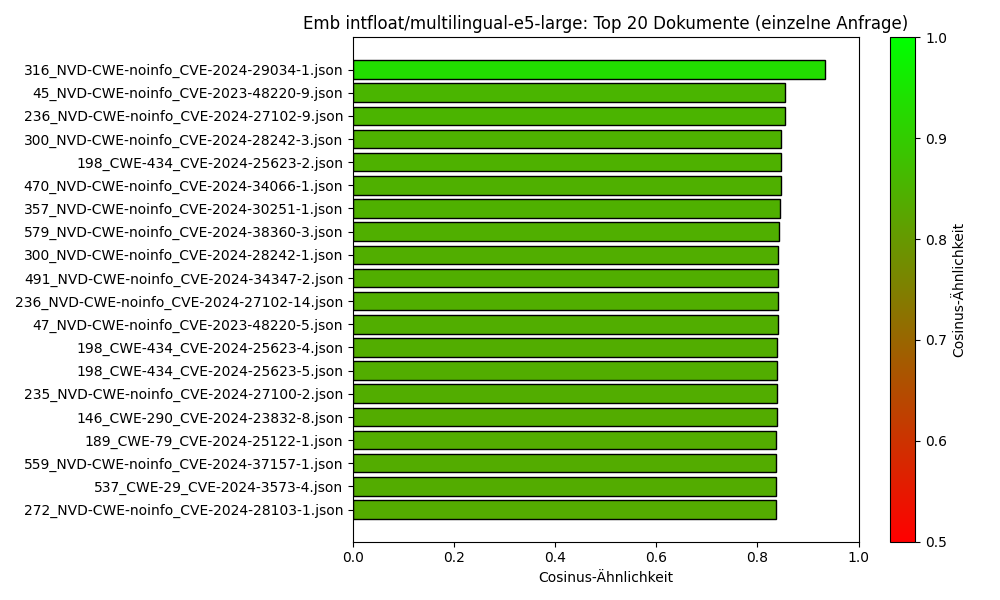 Emb intfloat/multilingual-e5-large: Top 20 Dokumente (einzelne Anfrage)
316_NVD-CWE-noinfo_CVE-2024-29034-1.json
45_NVD-CWE-noinfo_CVE-2023-48220-9.json
236_NVD-CWE-noinfo_CVE-2024-27102-9.json
300_NVD-CWE-noinfo_CVE-2024-28242-3.json
198_CWE-434_CVE-2024-25623-2.json
470_NVD-CWE-noinfo_CVE-2024-34066-1.json
357_NVD-CWE-noinfo_CVE-2024-30251-1.json
579_NVD-CWE-noinfo_CVE-2024-38360-3.json
300_NVD-CWE-noinfo_CVE-2024-28242-1.json
491_NVD-CWE-noinfo_CVE-2024-34347-2.json
236_NVD-CWE-noinfo_CVE-2024-27102-14.json
47_NVD-CWE-noinfo_CVE-2023-48220-5.json
198_CWE-434_CVE-2024-25623-4.json
198_CWE-434_CVE-2024-25623-5.json
235_NVD-CWE-noinfo_CVE-2024-27100-2.json
146_CWE-290_CVE-2024-23832-8.json
189_CWE-79_CVE-2024-25122-1.json
559_NVD-CWE-noinfo_CVE-2024-37157-1.json
537_CWE-29_CVE-2024-3573-4.json
272_NVD-CWE-noinfo_CVE-2024-28103-1.json
0.0 0.2 0.4 0.6 0.8 1.0
Cosinus-Ähnlichkeit
1.0
0.9
0.8
0.7
0.6
0.5
Cosinus-Ähnlichkeit